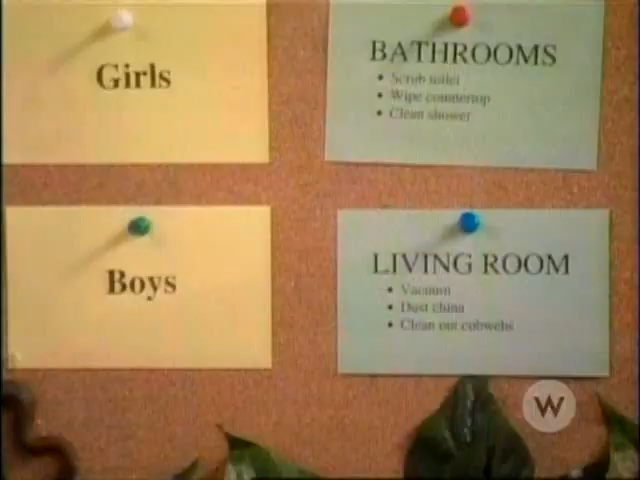 Girls
BATHROOMS
• Scrub toilet
• Wipe countertop
• Clean shower
Boys
LIVING ROOM
• Vacuum
• Dust china
• Clean out cobwebs
W